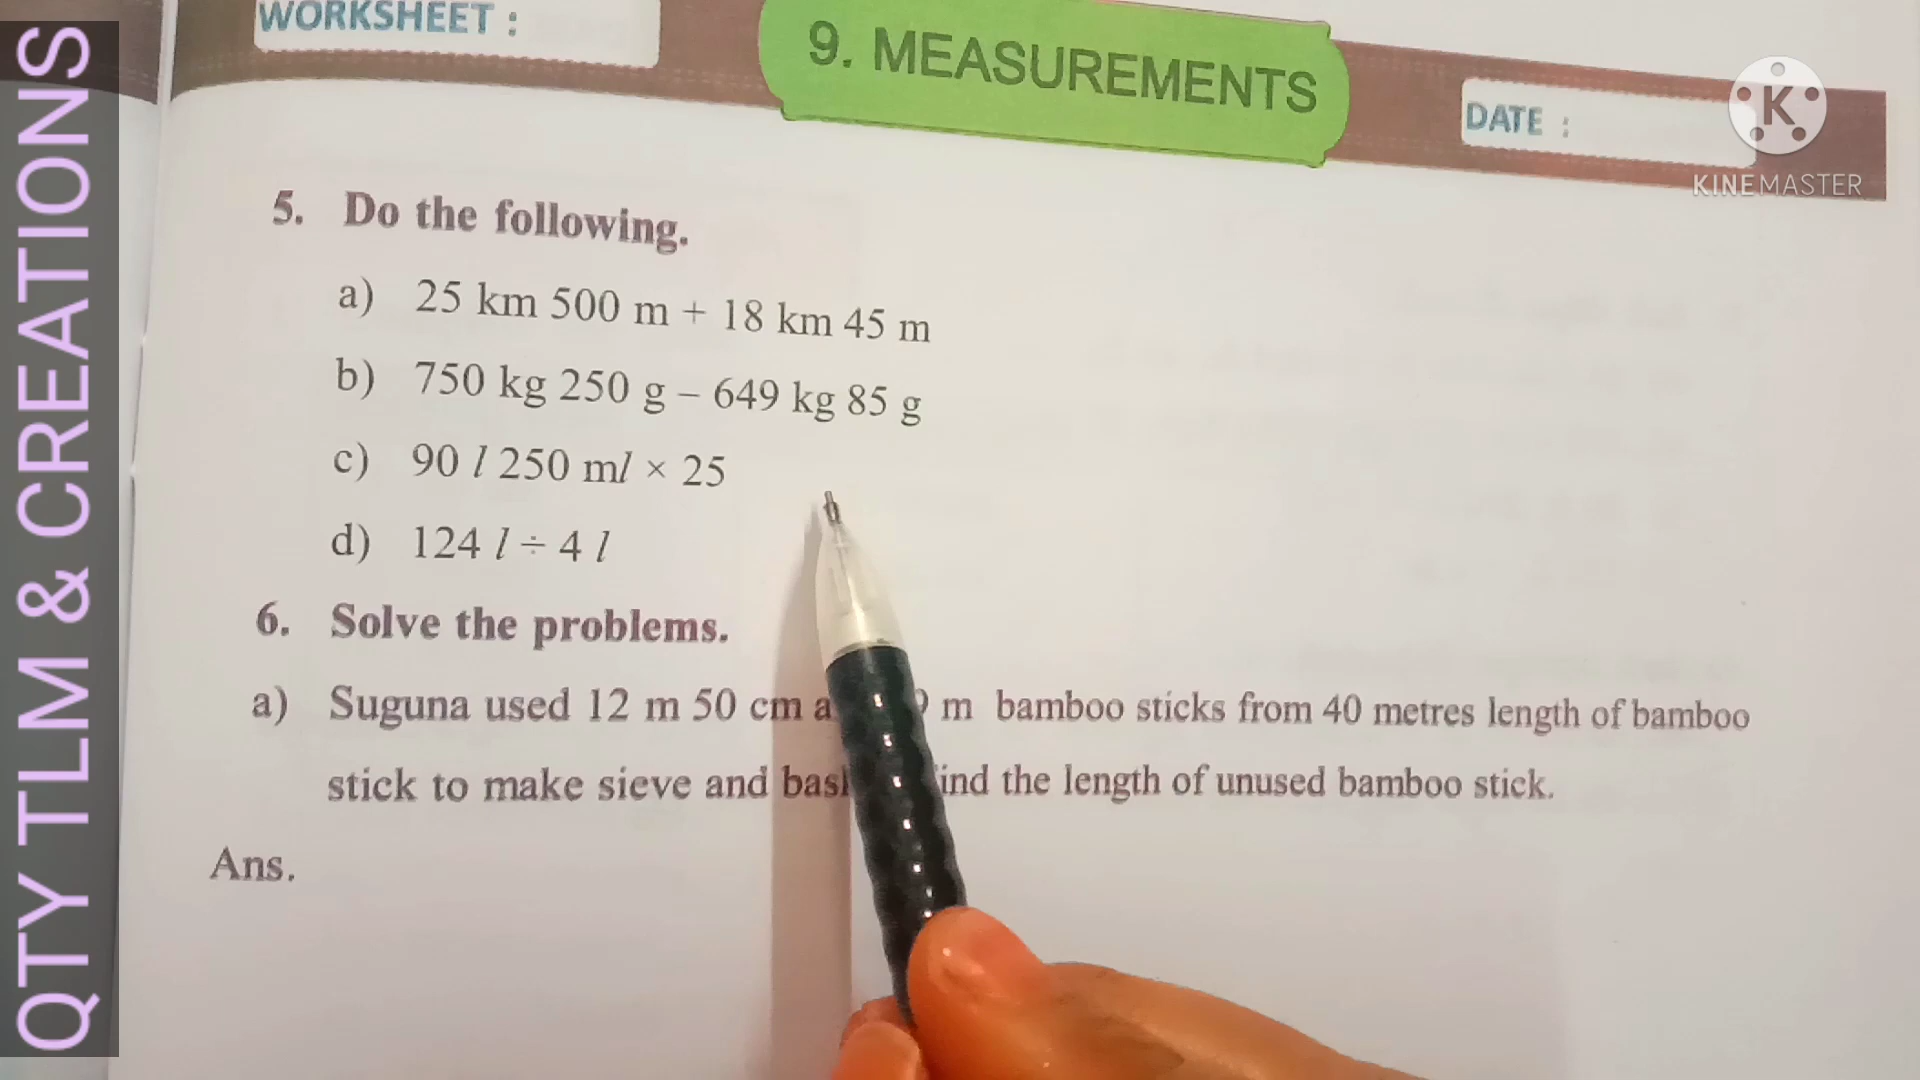 QTY TLM & CREATIONS
WORKSHEET :
9. MEASUREMENTS
DATE :
K
KINEMASTER
5. Do the following.
a) 25 km 500 m + 18 km 45 m
b) 750 kg 250 g – 649 kg 85 g
c) 90 l 250 ml × 25
d) 124 l ÷ 4 l
6. Solve the problems.
a) Suguna used 12 m 50 cm m bamboo sticks from 40 metres length of bamboo
stick to make sieve and the length of unused bamboo stick.
Ans.